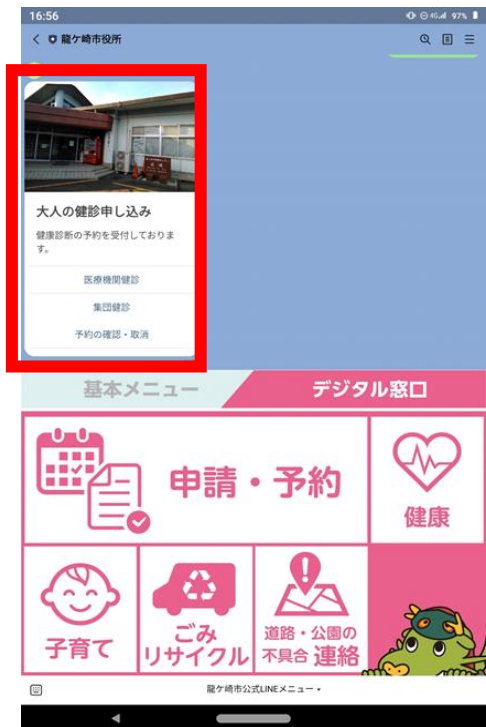 16:56
4G 97%
龍ケ崎市役所
大人の健診申し込み
健康診断の予約を受付しておりま
す。
医療機関健診
集団健診
予約の確認・取消
基本メニュー
デジタル窓口
申請・予約
健康
子育て
ごみ
リサイクル
道路・公園の
不具合 連絡
龍ケ崎市公式LINEメニュー